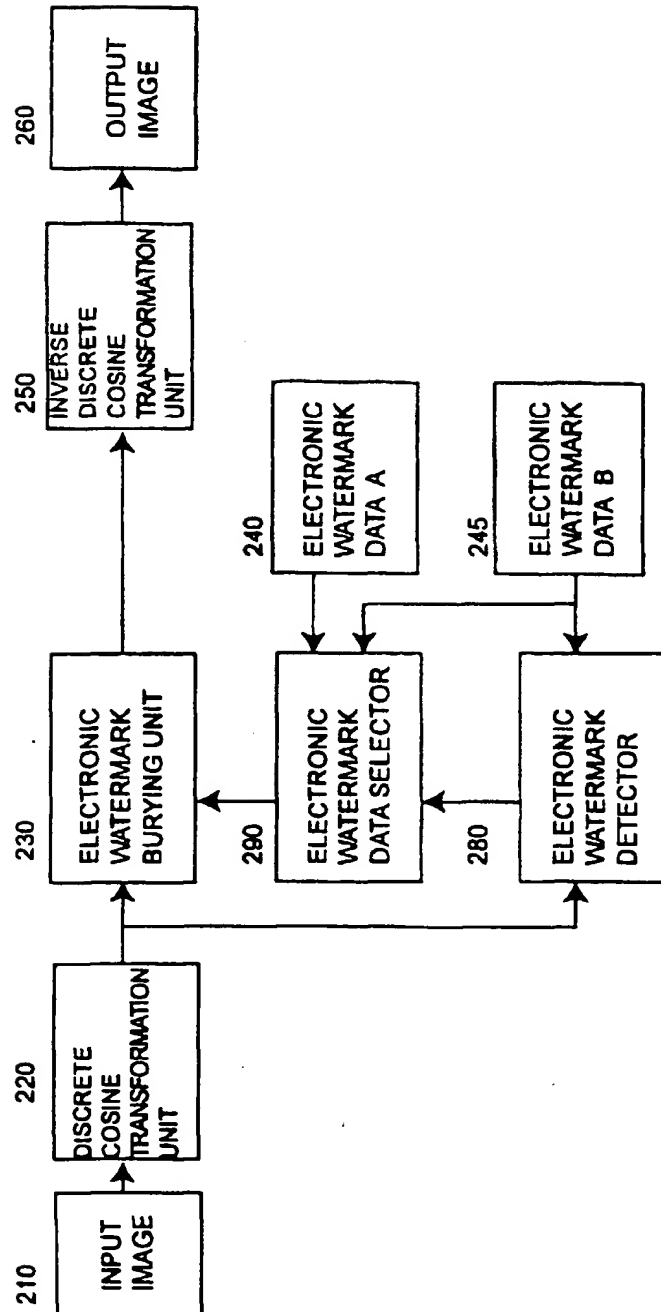 210
INPUT
IMAGE
220
DISCRETE
COSINE
TRANSFORMATION
UNIT
230
ELECTRONIC
WATERMARK
BURYING UNIT
250
INVERSE
DISCRETE
COSINE
TRANSFORMATION
UNIT
260
OUTPUT
IMAGE
290
ELECTRONIC
WATERMARK
DATA SELECTOR
240
ELECTRONIC
WATERMARK
DATA A
280
ELECTRONIC
WATERMARK
DETECTOR
245
ELECTRONIC
WATERMARK
DATA B